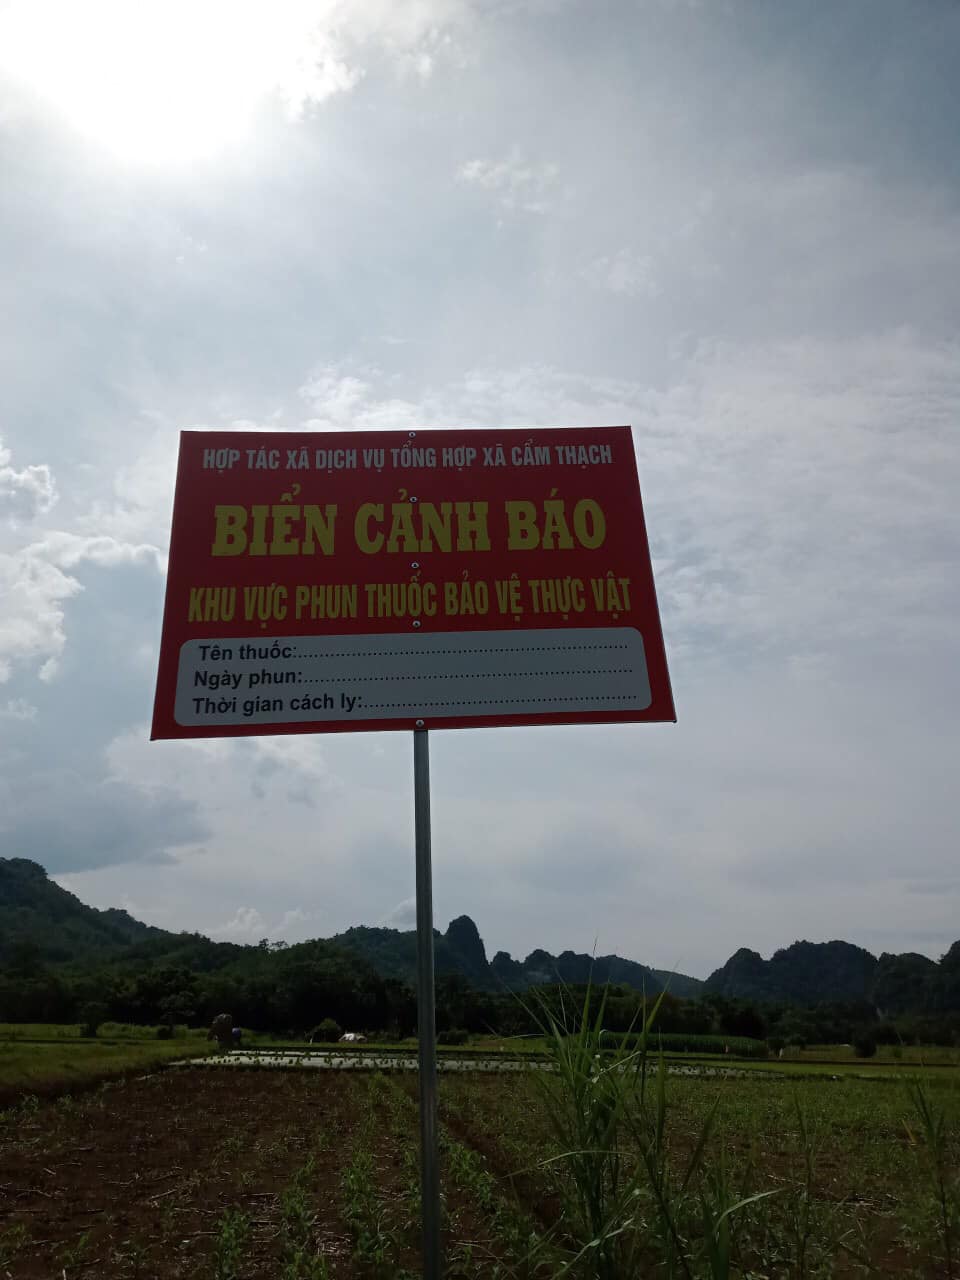 HỢP TÁC XÃ DỊCH VỤ TỔNG HỢP XÃ CẨM THẠCH
BIỂN CẢNH BÁO
KHU VỰC PHUN THUỐC BẢO VỆ THỰC VẬT
Tên thuốc:..........................................................
Ngày phun:..........................................................
Thời gian cách ly:................................................